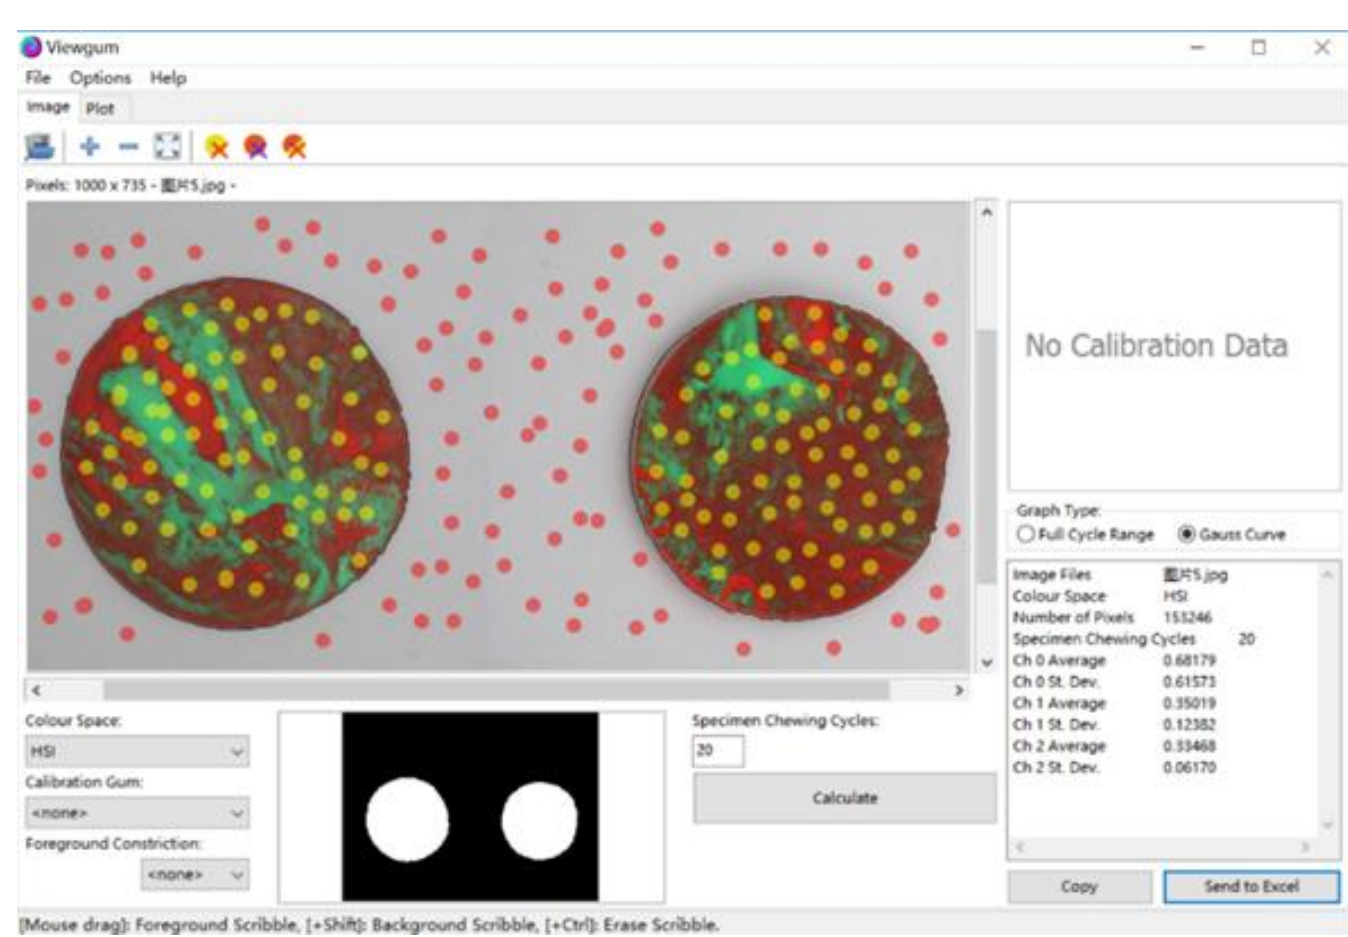 Viewgum
File Options Help
Image Plot
Pixels: 1000 x 735 - 图片5.jpg -
No Calibration Data
Graph Type:
Full Cycle Range Gauss Curve
Image Files 图片5.jpg
Colour Space HSI
Number of Pixels 153246
Specimen Chewing Cycles 20
Ch 0 Average 0.68179
Ch 0 St. Dev. 0.61573
Ch 1 Average 0.35019
Ch 1 St. Dev. 0.12382
Ch 2 Average 0.33468
Ch 2 St. Dev. 0.06170
Colour Space:
HSI
Calibration Gum:
<none>
Foreground Constriction:
<none>
Specimen Chewing Cycles:
20
Calculate
Copy Send to Excel
[Mouse drag]: Foreground Scribble, [+Shift]: Background Scribble, [+Ctrl]: Erase Scribble.